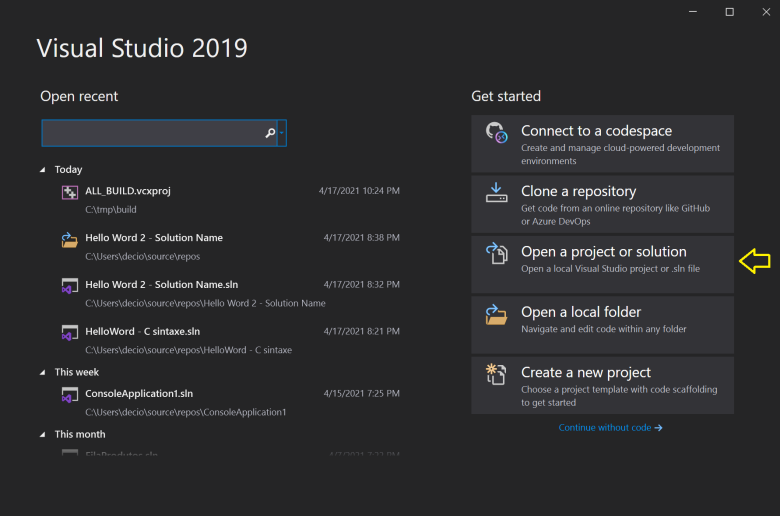 Visual Studio 2019
Open recent
Today
ALL_BUILD.vcxproj 4/17/2021 10:24 PM
C:\tmp\build
Hello Word 2 - Solution Name 4/17/2021 8:38 PM
C:\Users\decio\source\repos
Hello Word 2 - Solution Name.sln 4/17/2021 8:32 PM
C:\Users\decio\source\repos\Hello Word 2 - Solution Name
HelloWord - C sintaxe.sln 4/17/2021 8:21 PM
C:\Users\decio\source\repos\HelloWord - C sintaxe
This week
ConsoleApplication1.sln 4/15/2021 7:25 PM
C:\Users\decio\source\repos\ConsoleApplication1
This month
Get started
Connect to a codespace
Create and manage cloud-powered development
environments
Clone a repository
Get code from an online repository like GitHub
or Azure DevOps
Open a project or solution
Open a local Visual Studio project or .sln file
Open a local folder
Navigate and edit code within any folder
Create a new project
Choose a project template with code scaffolding
to get started
Continue without code